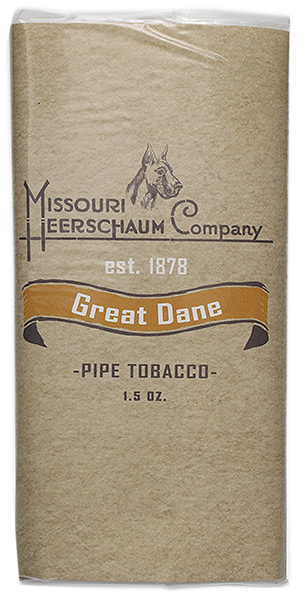 Missouri
Meerschaum Company
est. 1878
Great Dane
-PIPE TOBACCO-
1.5 OZ.